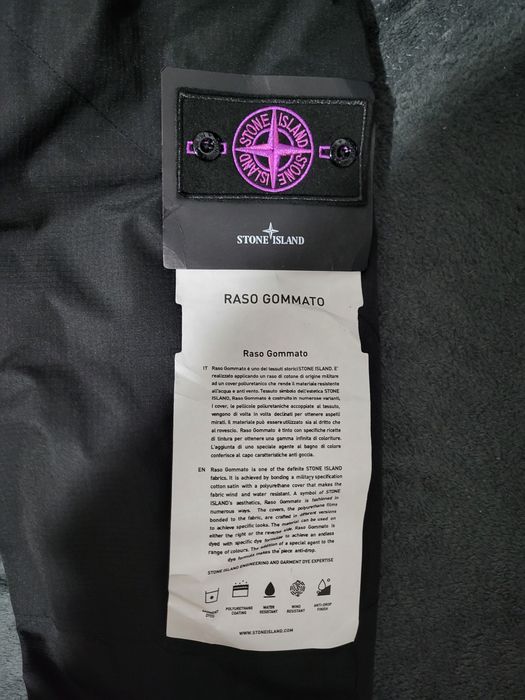 STONE ISLAND
STONE ISLAND
STONE ISLAND
RASO GOMMATO
Raso Gommato
IT Raso Gommato è uno dei tessuti storici STONE ISLAND. E'
realizzato applicando un raso di cotone di origine militare
ad un cover poliuretanico che rende il materiale resistente
all'acqua e anti vento. Tessuto simbolo dell'estetica STONE
ISLAND, Raso Gommato è costruito in numerose varianti,
i cover, le pellicole poliuretaniche accoppiate al tessuto,
vengono di volta in volta declinati per ottenere aspetti
mirati. Il materiale può essere utilizzato sia al dritto che
al rovescio. Raso Gommato è tinto con specifiche ricette
di tintura per ottenere una gamma infinita di coloriture.
L'aggiunta di uno speciale agente al bagno di colore
conferisce al capo caratteristiche anti goccia.
EN Raso Gommato is one of the definite STONE ISLAND
fabrics. It is achieved by bonding a military specification
cotton satin with a polyurethane cover that makes the
fabric wind and water resistant. A symbol of STONE
ISLAND's aesthetics, Raso Gommato is fashioned in
numerous ways. The covers, the polyurethane films
bonded to the fabric, are crafted in different versions
to achieve specific looks. The material can be used on
either the right or the reverse side. Raso Gommato is
dyed with specific dye formulae to achieve an endless
range of colours. The addition of a special agent to the
dye formula makes the piece anti-drop.
STONE ISLAND ENGINEERING AND GARMENT DYE EXPERTISE
GARMENT DYED
POLYURETHANE COATING
WATER RESISTANT
WIND RESISTANT
ANTI-DROP FINISH
WWW.STONEISLAND.COM